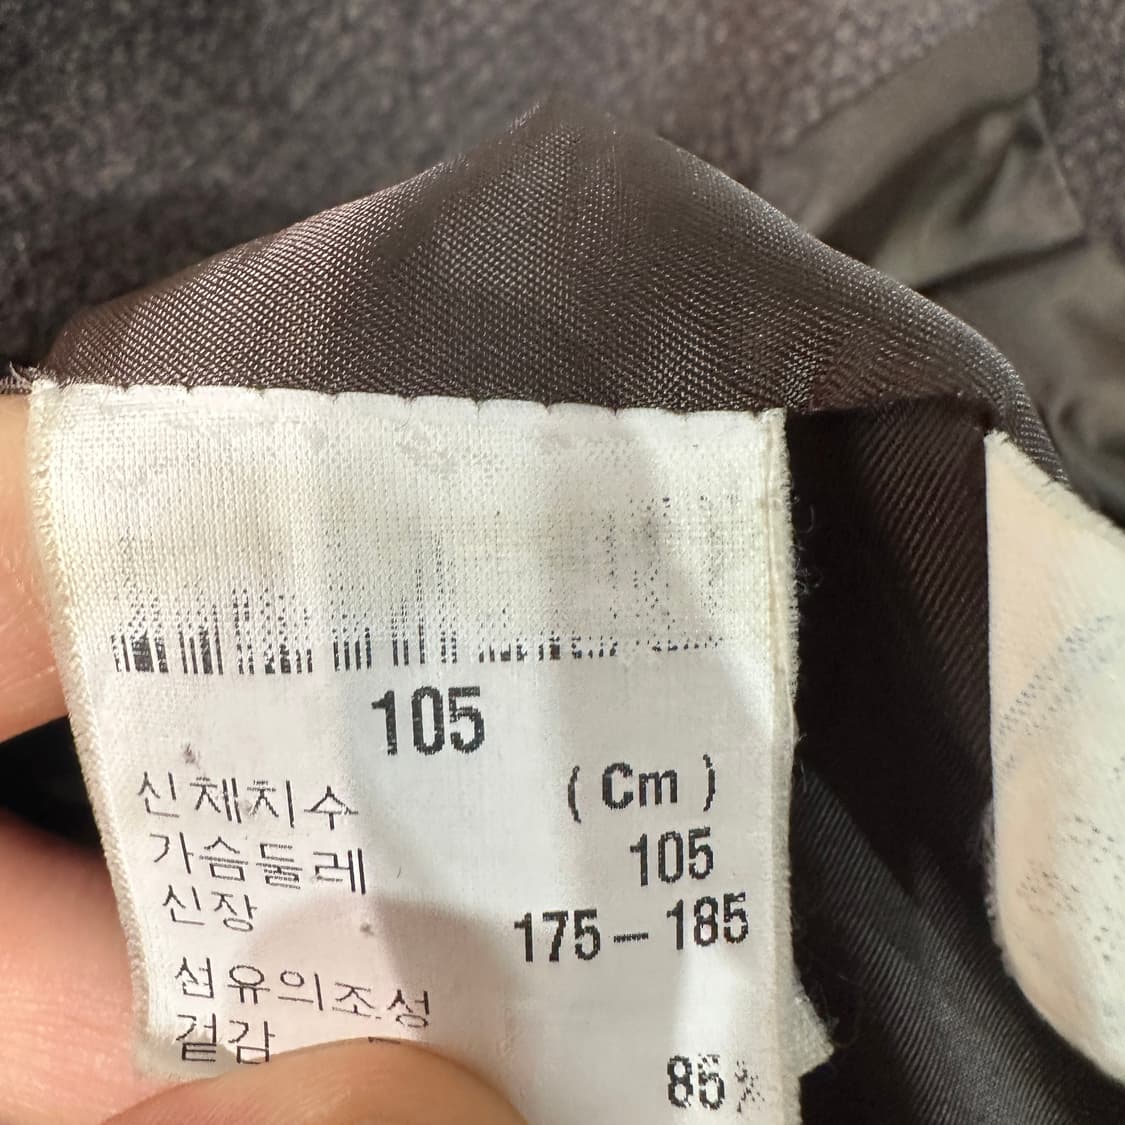 105
신체치수 ( Cm )
가슴둘레 105
신장 175-185
섬유의조성
겉감
85%